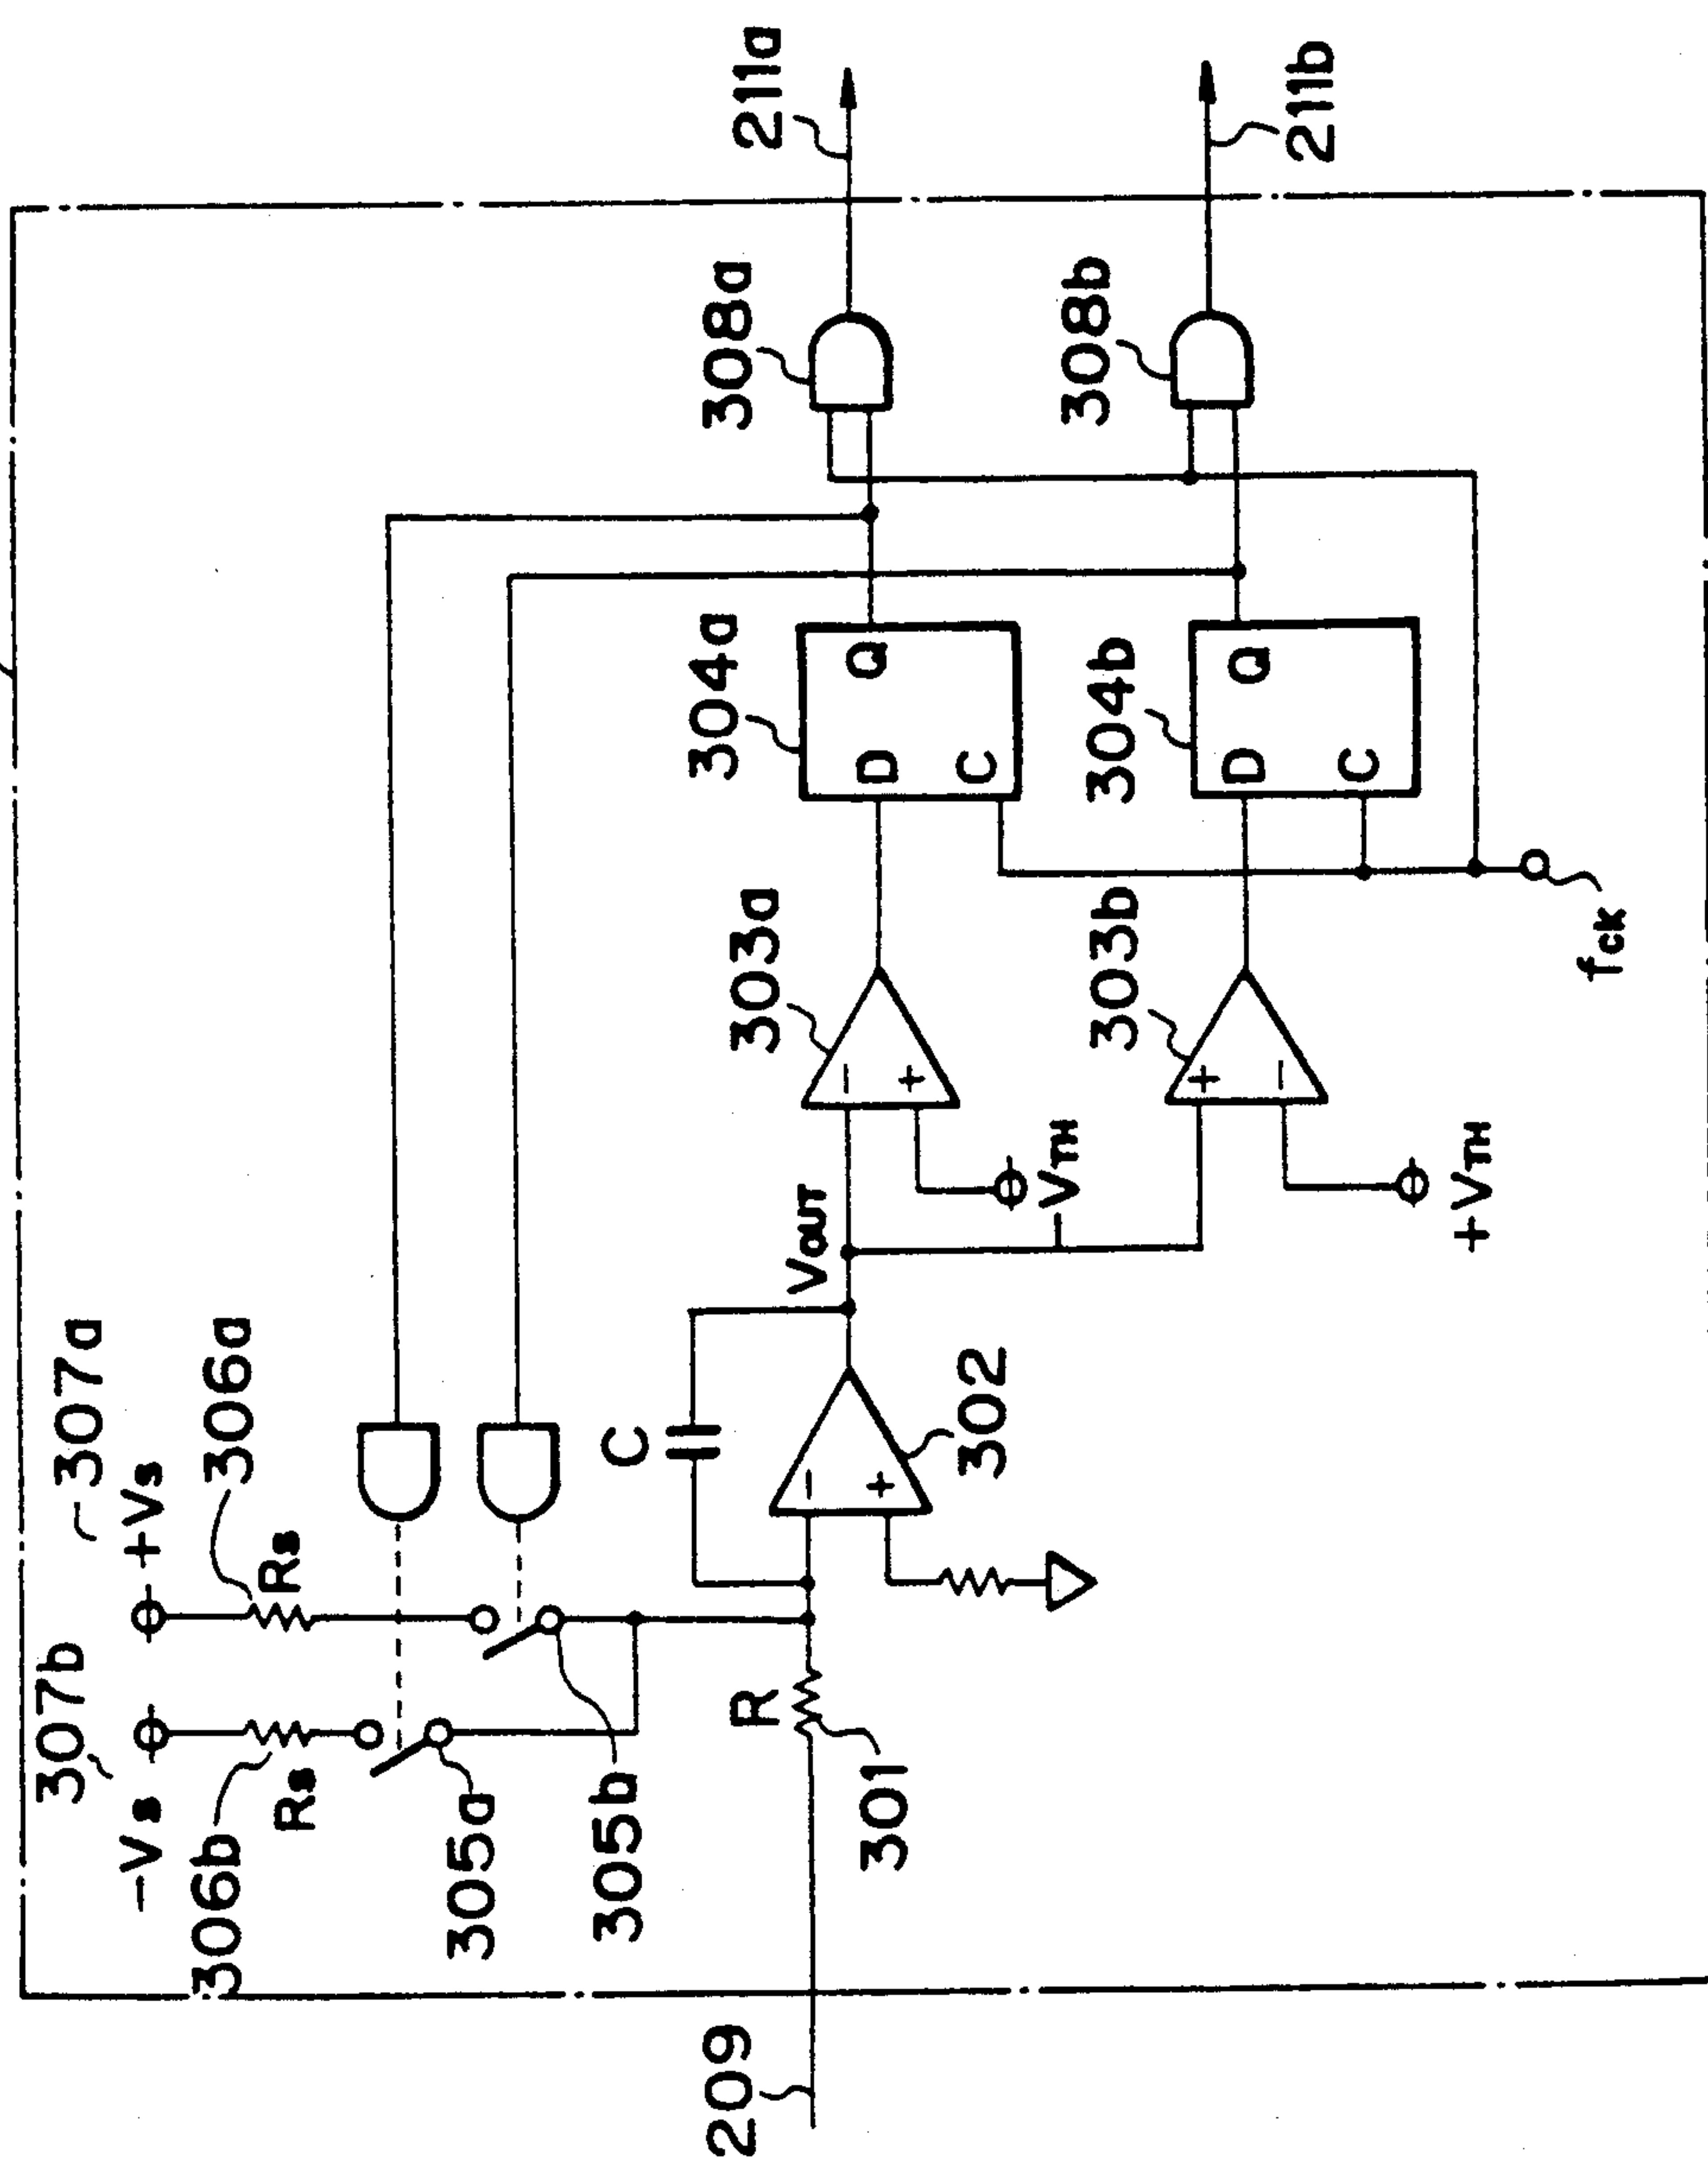 307b
307a
−Vs
+Vs
306b
306a
Rs
Rs
305a
305b
C
209
R
301
302
−
+
VOUT
−
+
VTH
303a
303b
+
−
+VTH
304a
D
Q
C
304b
D
Q
C
fck
308a
308b
211a
211b